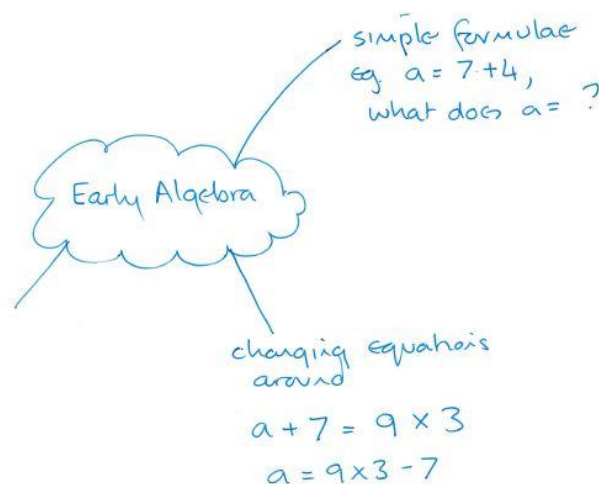 simple formulae
eg. a = 7+4,
what does a = ?
Early Algebra
changing equations
around
a + 7 = 9 × 3
a = 9×3 - 7